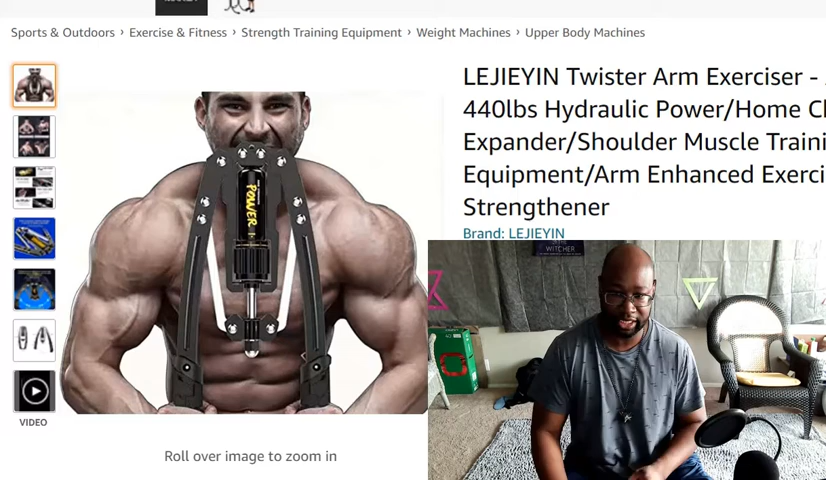 Sports & Outdoors › Exercise & Fitness › Strength Training Equipment › Weight Machines › Upper Body Machines
LEJIEYIN Twister Arm Exerciser -
440lbs Hydraulic Power/Home
Expander/Shoulder Muscle
Equipment/Arm Enhanced
Strengthener
Brand: LEJIEYIN
POWER
WITCHER
VIDEO
Roll over image to zoom in